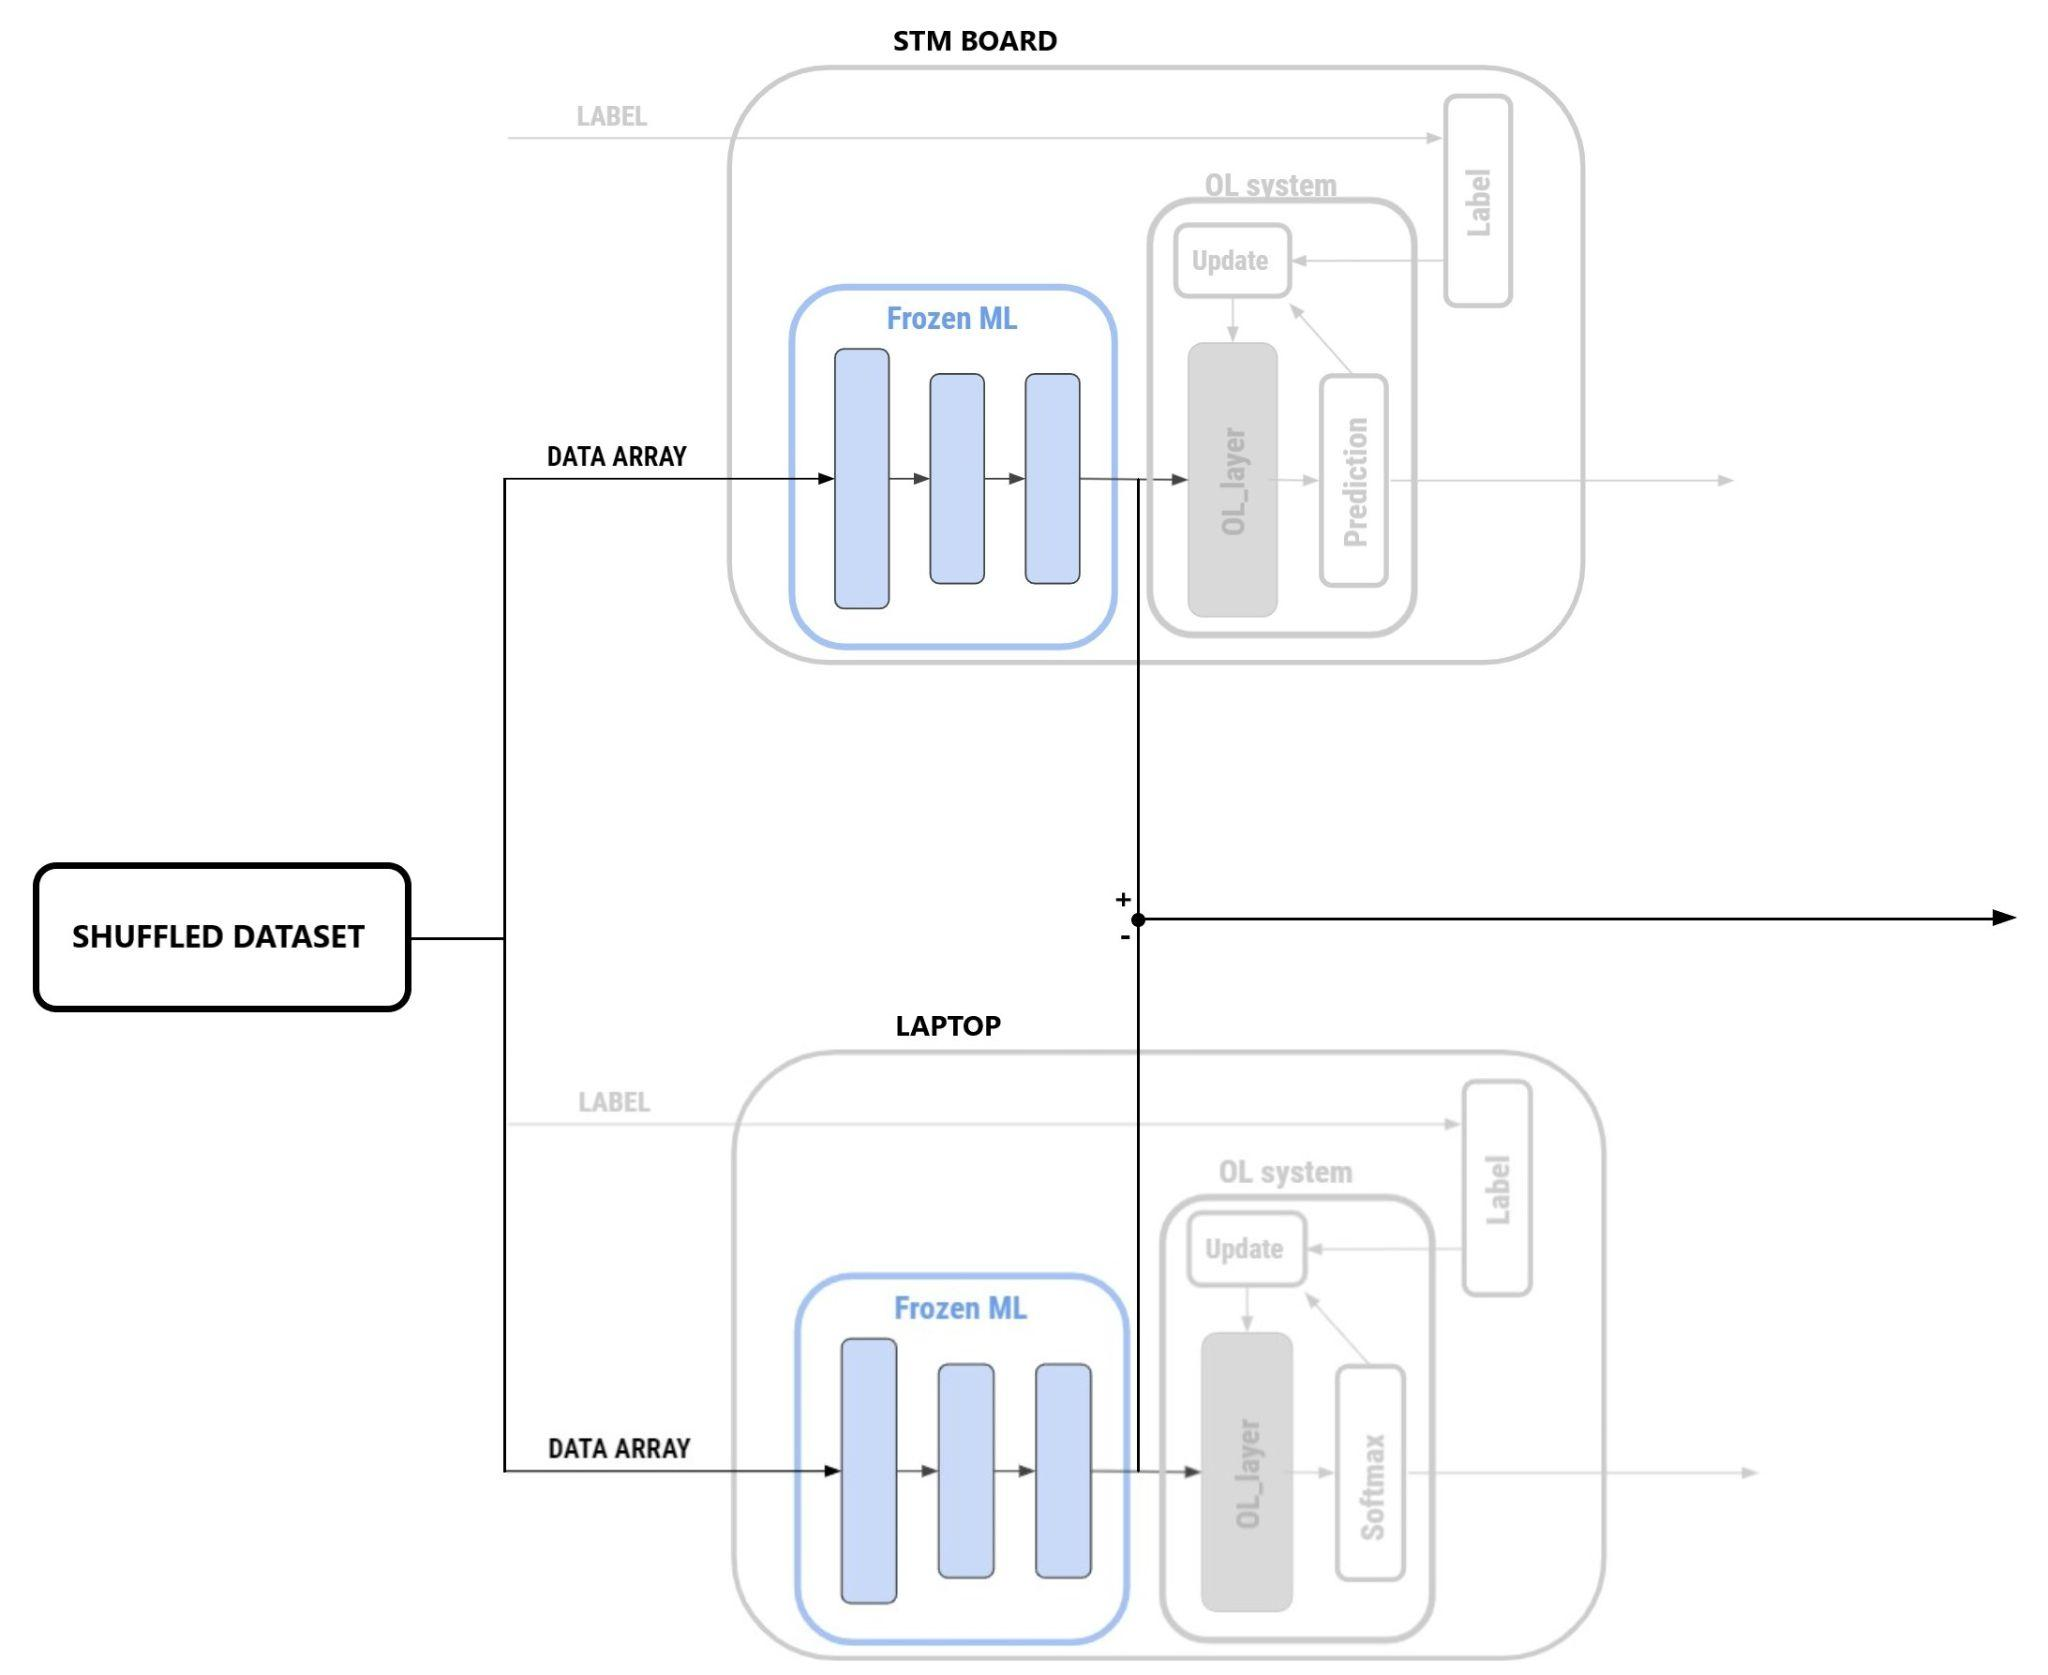 STM BOARD
LABEL
Label
OL system
Update
Frozen ML
DATA ARRAY
OL_layer
Prediction
+
-
SHUFFLED DATASET
LAPTOP
LABEL
Label
OL system
Update
Frozen ML
DATA ARRAY
OL_layer
Softmax